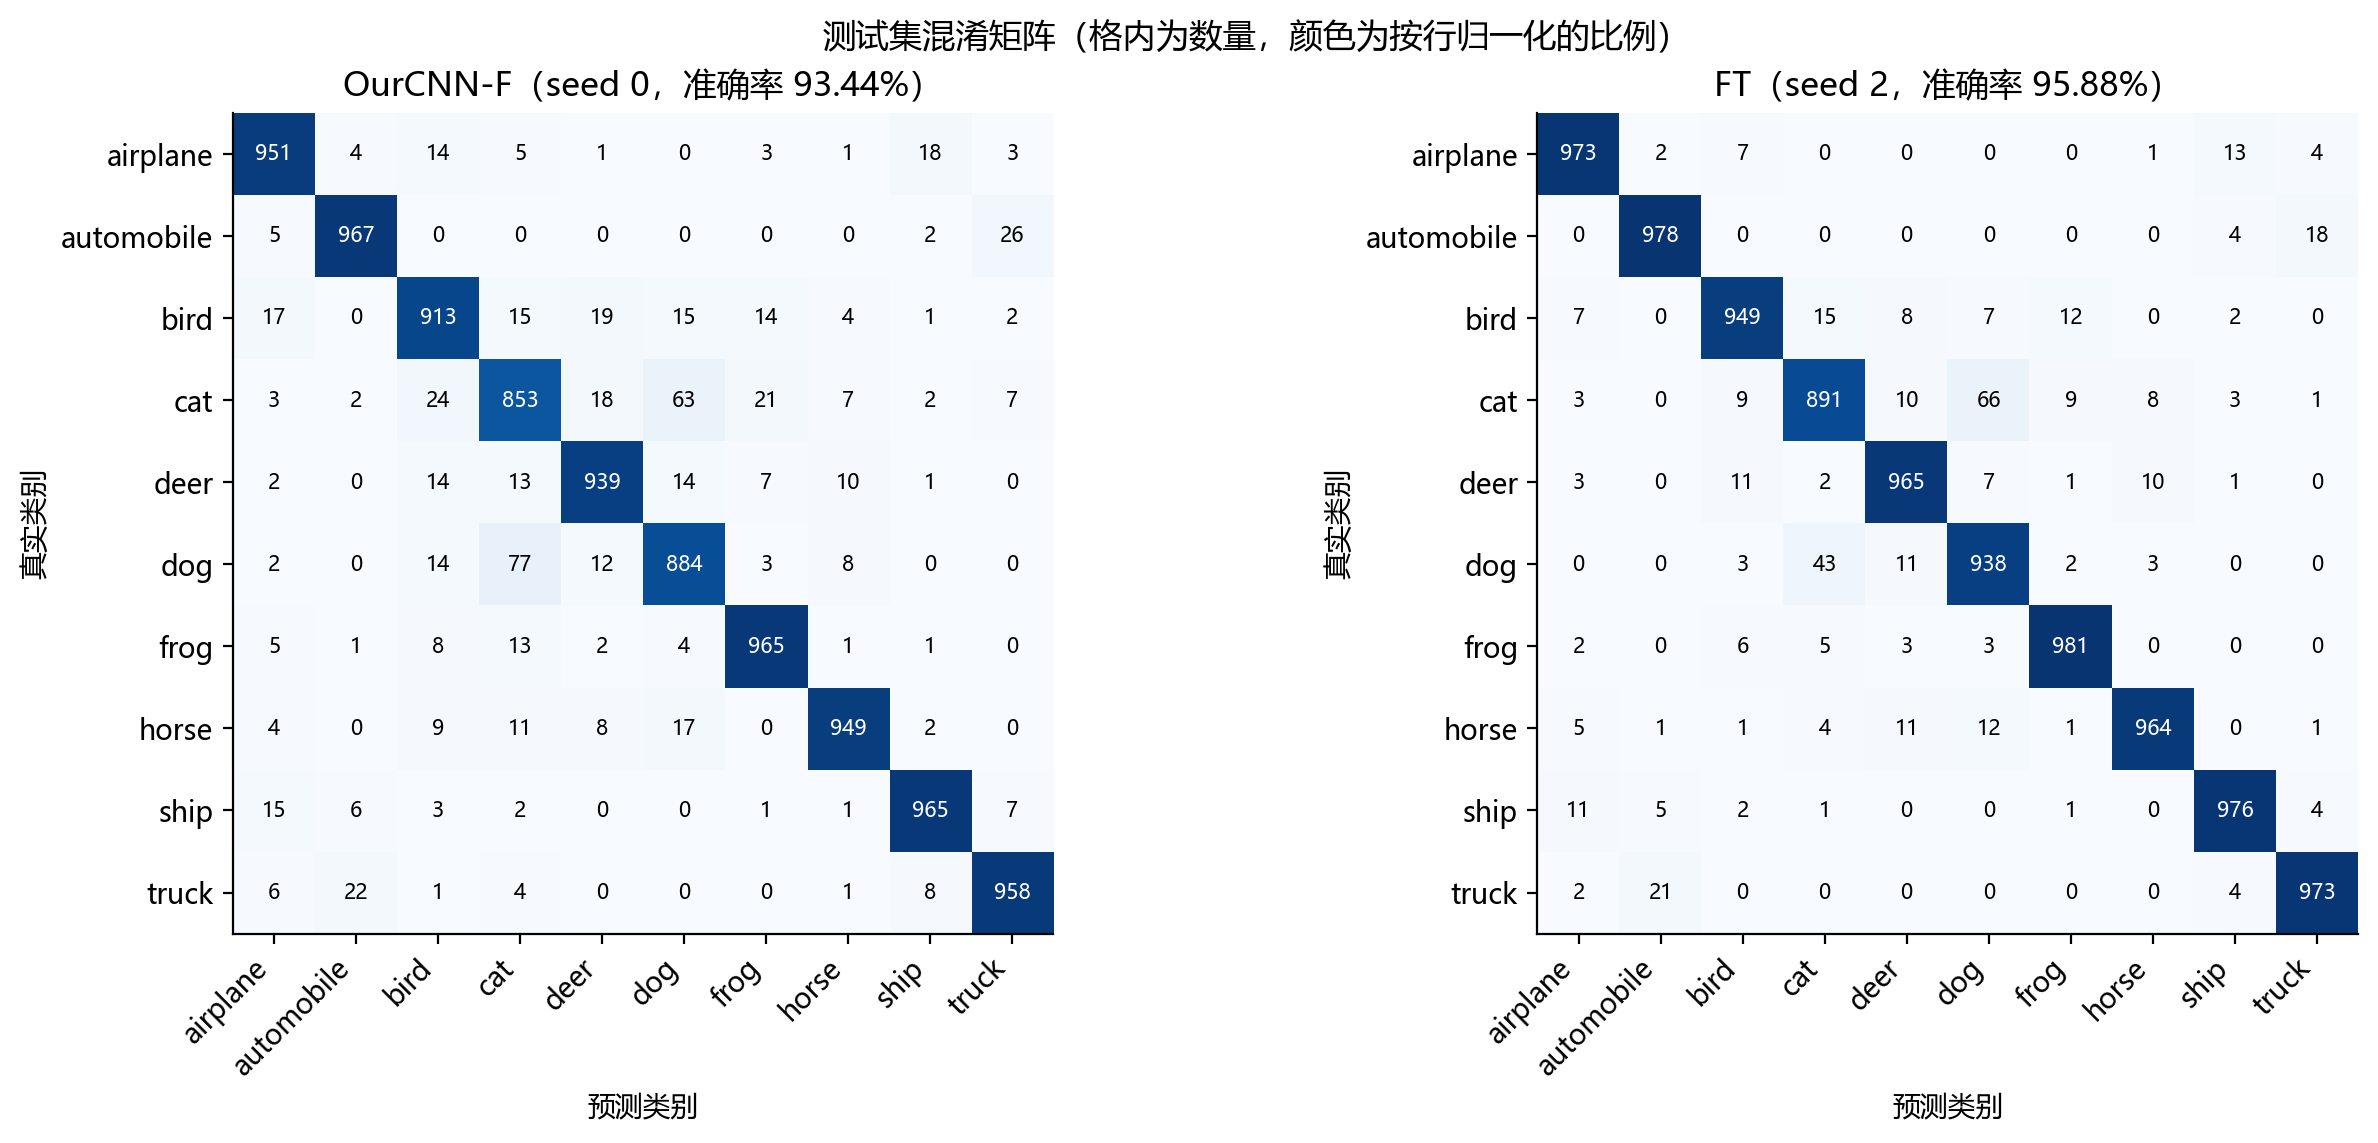 测试集混淆矩阵（格内为数量，颜色为按行归一化的比例）
OurCNN-F（seed 0，准确率 93.44%）
airplane 951 4 14 5 1 0 3 1 18 3
automobile 5 967 0 0 0 0 0 0 2 26
bird 17 0 913 15 19 15 14 4 1 2
cat 3 2 24 853 18 63 21 7 2 7
deer 2 0 14 13 939 14 7 10 1 0
dog 2 0 14 77 12 884 3 8 0 0
frog 5 1 8 13 2 4 965 1 1 0
horse 4 0 9 11 8 17 0 949 2 0
ship 15 6 3 2 0 0 1 1 965 7
truck 6 22 1 4 0 0 0 1 8 958
airplane automobile bird cat deer dog frog horse ship truck
真实类别
预测类别
FT（seed 2，准确率 95.88%）
airplane 973 2 7 0 0 0 0 1 13 4
automobile 0 978 0 0 0 0 0 0 4 18
bird 7 0 949 15 8 7 12 0 2 0
cat 3 0 9 891 10 66 9 8 3 1
deer 3 0 11 2 965 7 1 10 1 0
dog 0 0 3 43 11 938 2 3 0 0
frog 2 0 6 5 3 3 981 0 0 0
horse 5 1 1 4 11 12 1 964 0 1
ship 11 5 2 1 0 0 1 0 976 4
truck 2 21 0 0 0 0 0 0 4 973
airplane automobile bird cat deer dog frog horse ship truck
真实类别
预测类别